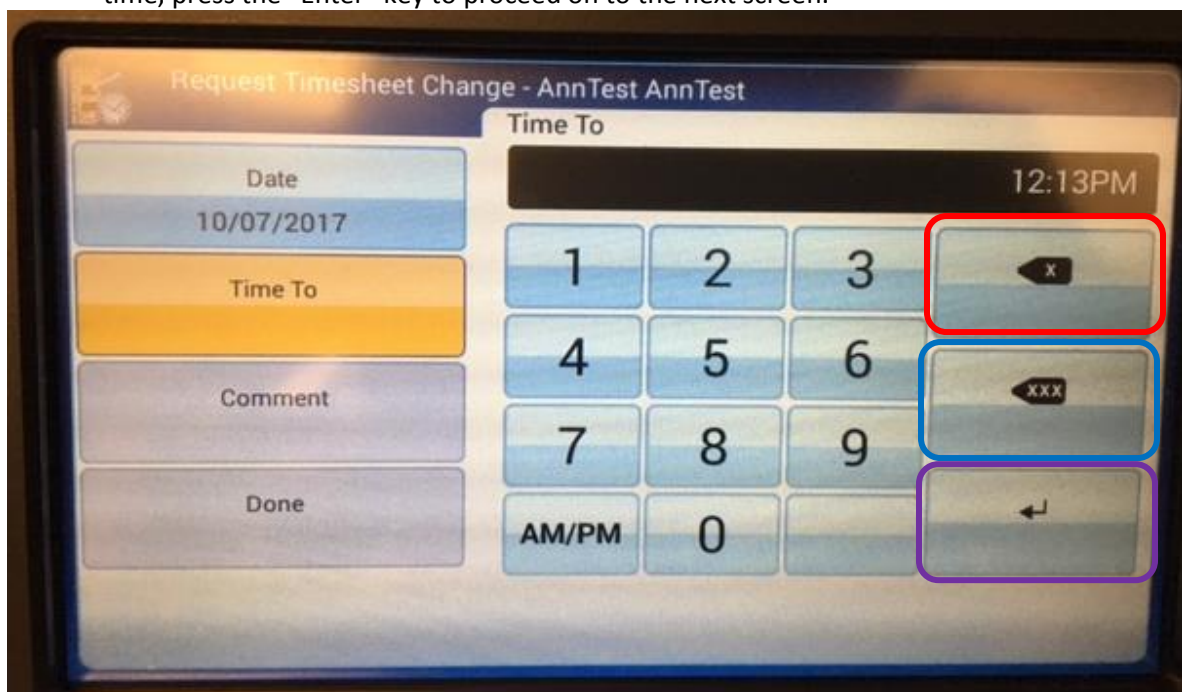 time, press the "Enter" key to proceed on to the next screen.
Request Timesheet Change - AnnTest AnnTest
Time To
12:13PM
Date
10/07/2017
Time To
Comment
Done
1 2 3
X
4 5 6
XXX
7 8 9
AM/PM 0